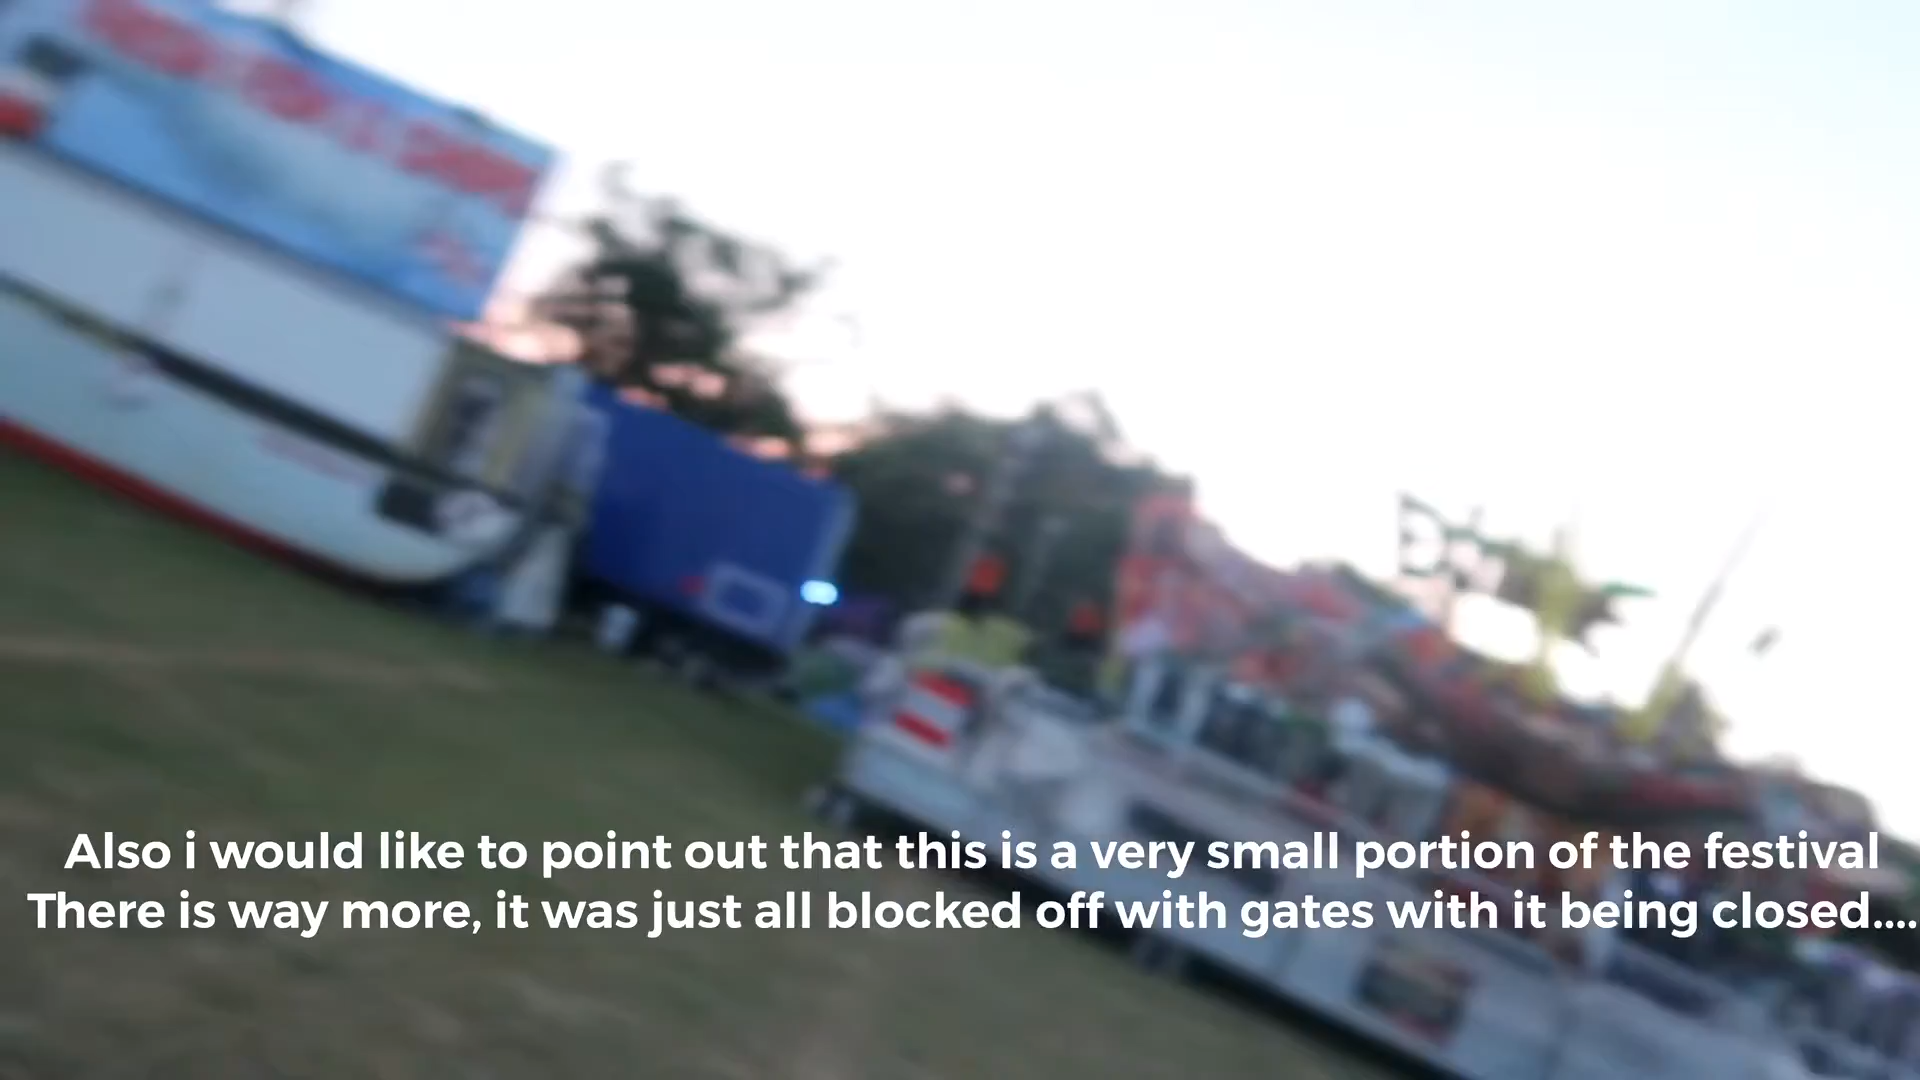 Also i would like to point out that this is a very small portion of the festival
There is way more, it was just all blocked off with gates with it being closed....